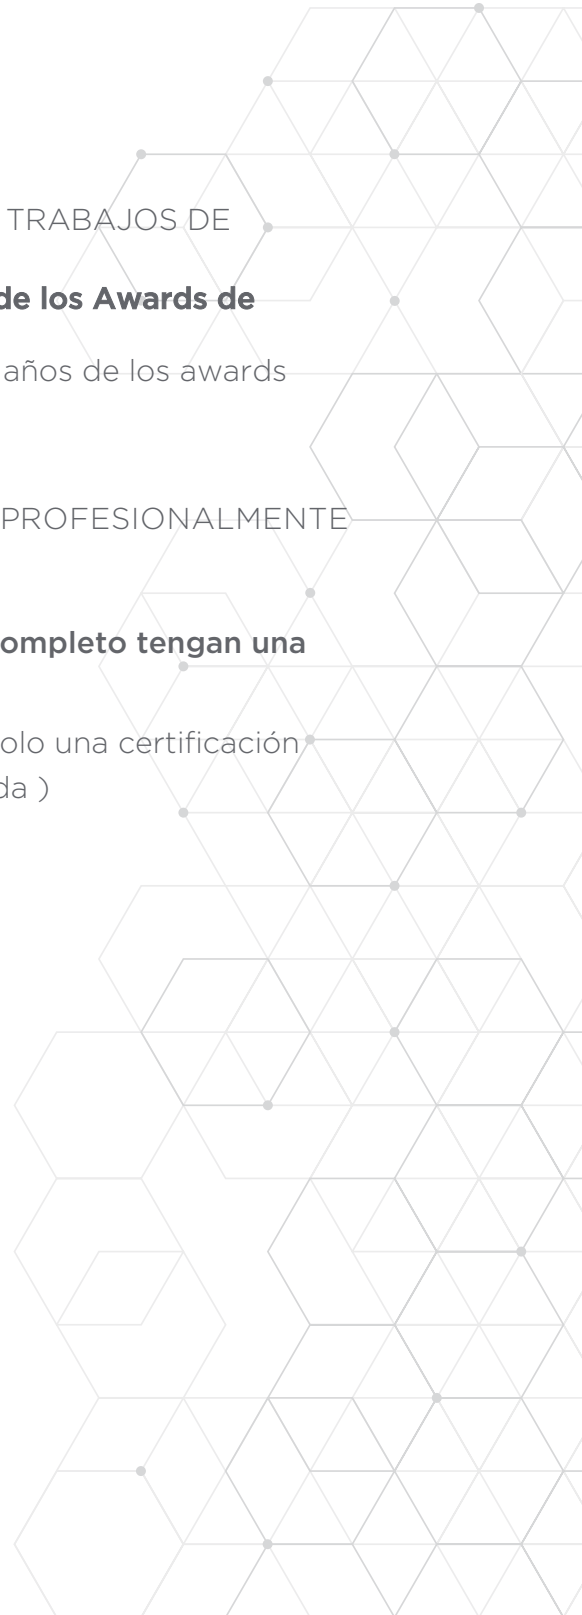 TRABAJOS DE
de los Awards de
años de los awards
PROFESIONALMENTE
ompleto tengan una
olo una certificación
da )